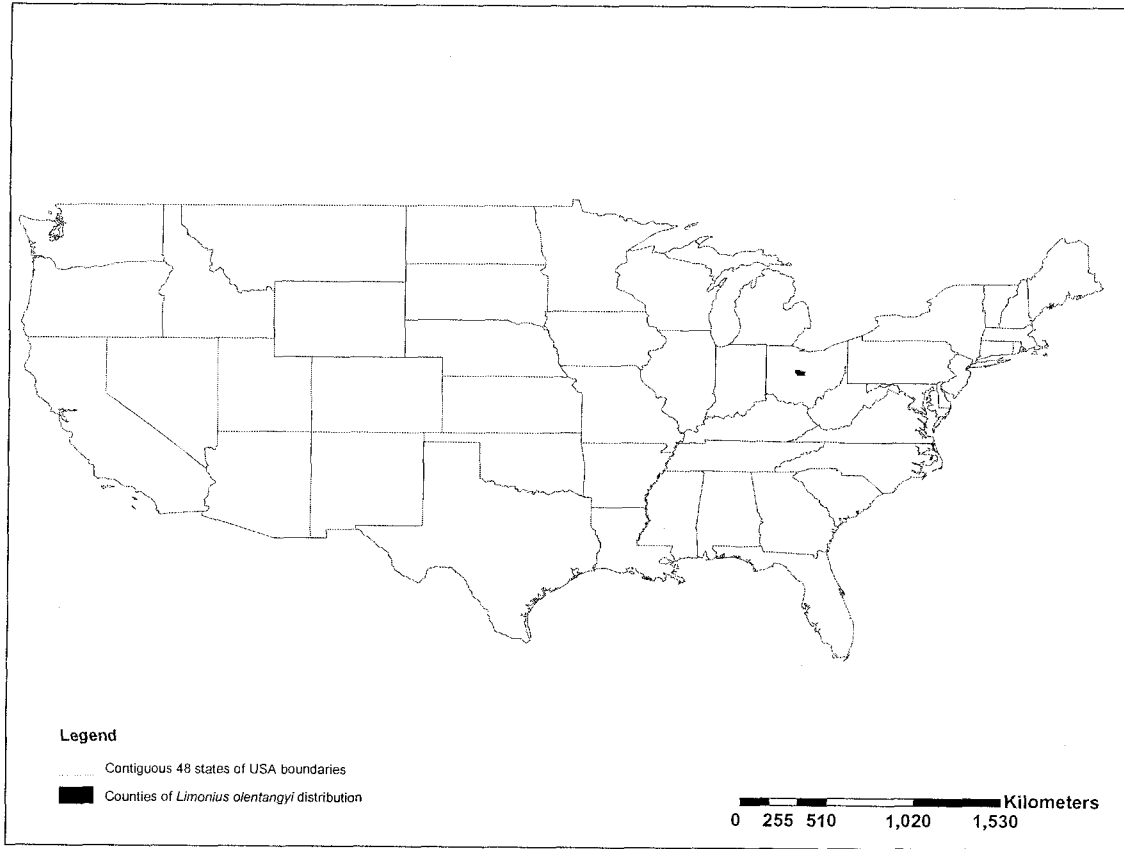 Legend
Contiguous 48 states of USA boundaries
Counties of Limonius olentangyi distribution
Kilometers
0 255 510 1,020 1,530